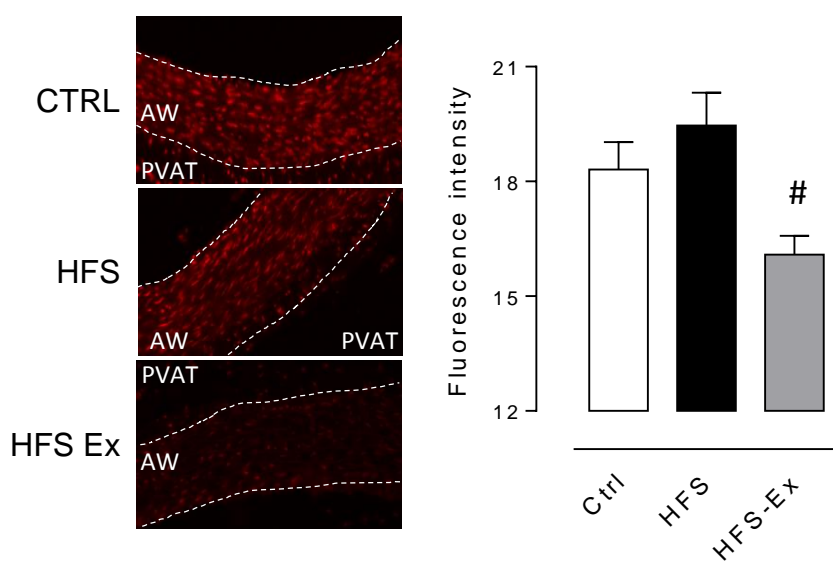 CTRL
AW
PVAT
HFS
AW PVAT
PVAT
HFS Ex
AW
Fluorescence intensity
21
18
15
12
#
Ctrl
HFS
HFS-Ex